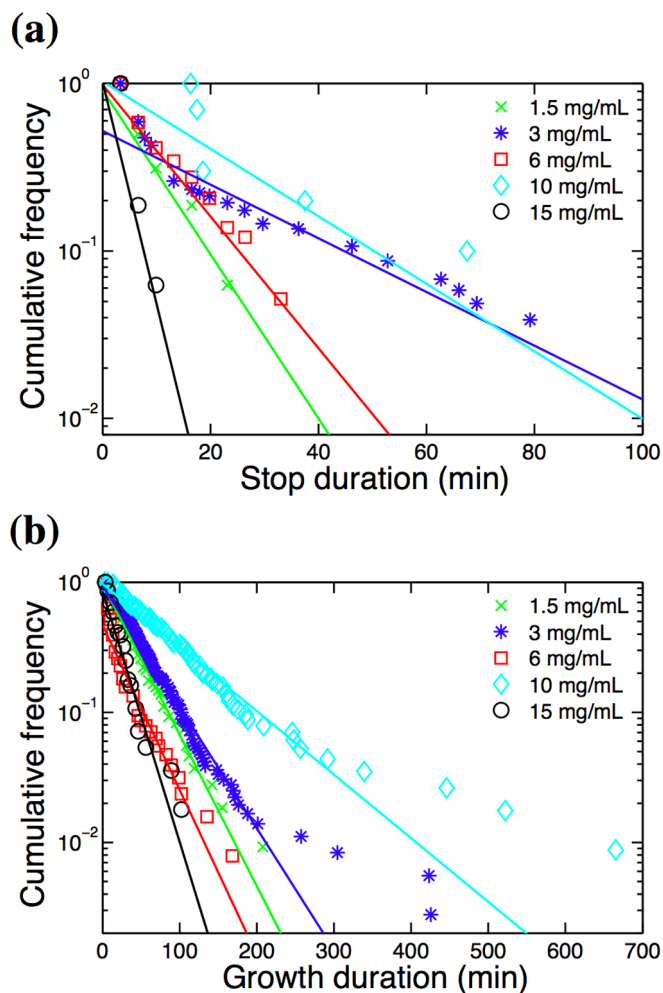 (a)
10^0
10^-1
10^-2
Cumulative frequency
1.5 mg/mL
3 mg/mL
6 mg/mL
10 mg/mL
15 mg/mL
0 20 40 60 80 100
Stop duration (min)
(b)
10^0
10^-1
10^-2
Cumulative frequency
1.5 mg/mL
3 mg/mL
6 mg/mL
10 mg/mL
15 mg/mL
0 100 200 300 400 500 600 700
Growth duration (min)